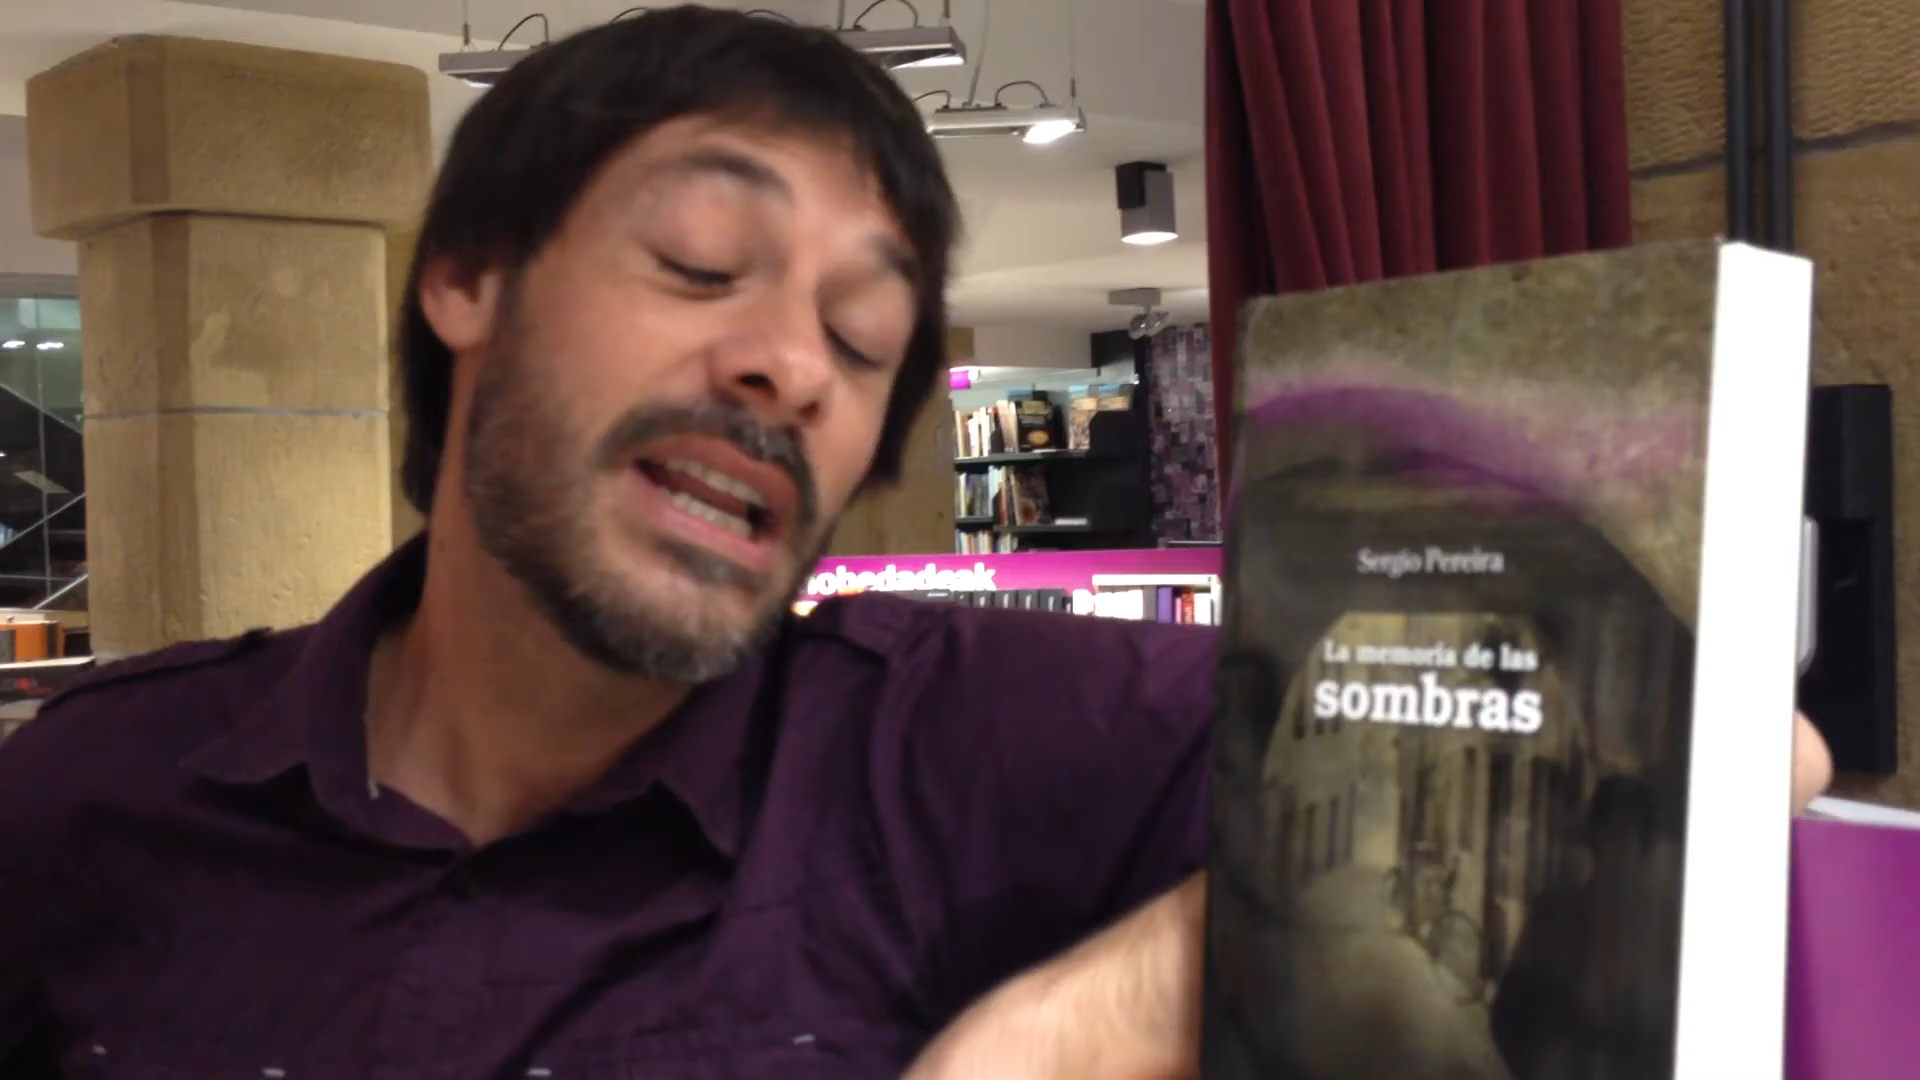 nobedadeak
Sergio Pereira
La memoria de las
sombras